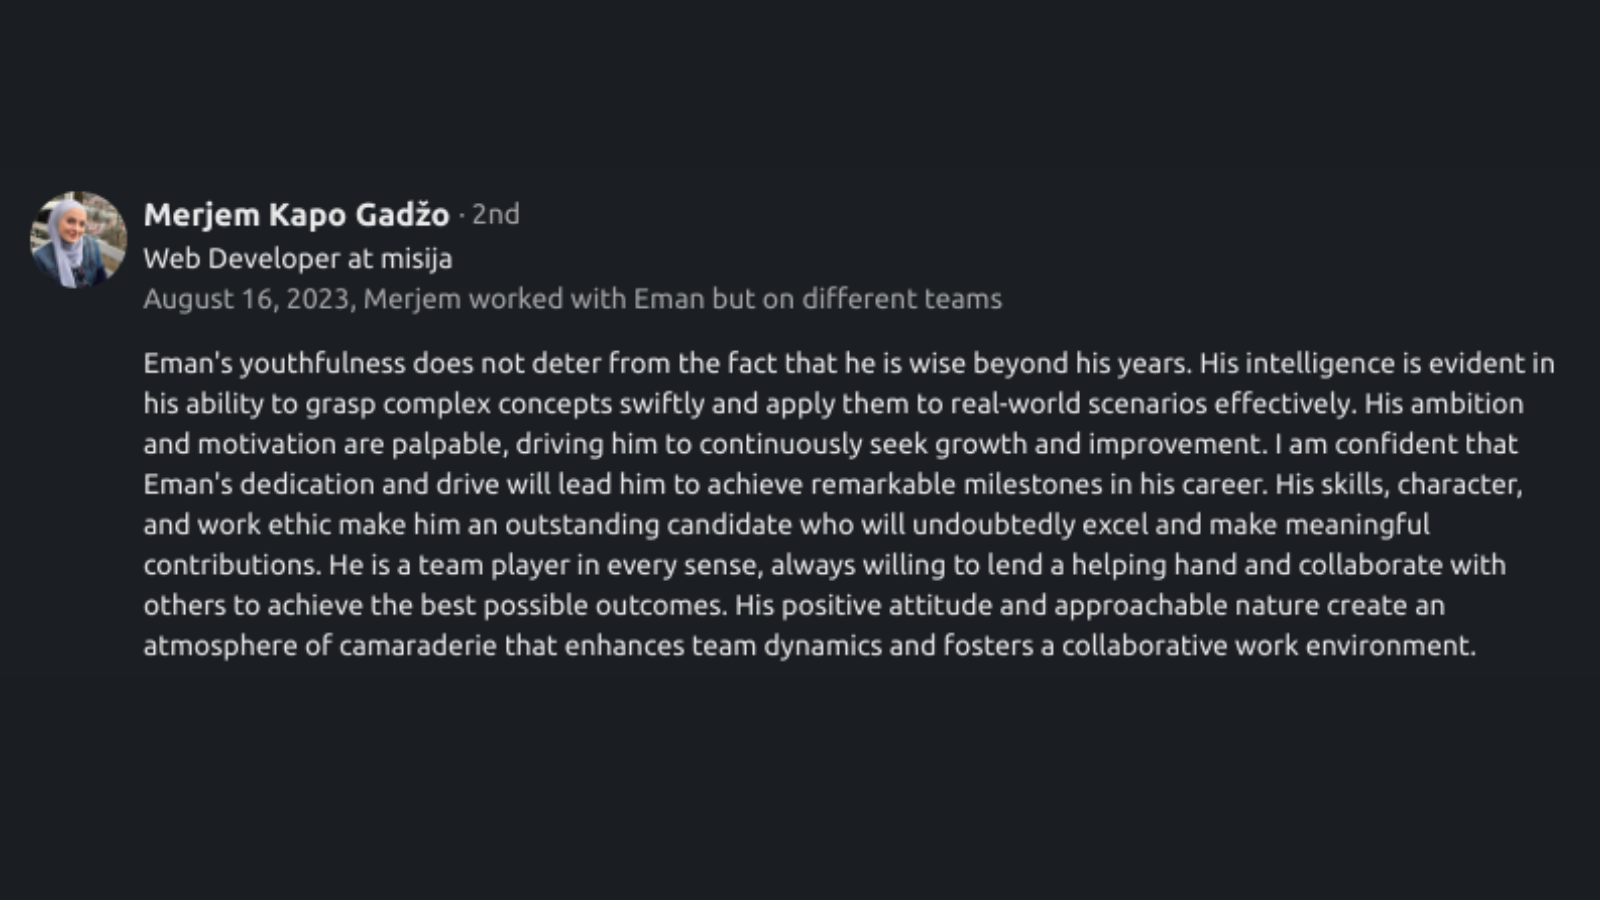 Merjem Kapo Gadžo · 2nd
Web Developer at misija
August 16, 2023, Merjem worked with Eman but on different teams
Eman's youthfulness does not deter from the fact that he is wise beyond his years. His intelligence is evident in
his ability to grasp complex concepts swiftly and apply them to real-world scenarios effectively. His ambition
and motivation are palpable, driving him to continuously seek growth and improvement. I am confident that
Eman's dedication and drive will lead him to achieve remarkable milestones in his career. His skills, character,
and work ethic make him an outstanding candidate who will undoubtedly excel and make meaningful
contributions. He is a team player in every sense, always willing to lend a helping hand and collaborate with
others to achieve the best possible outcomes. His positive attitude and approachable nature create an
atmosphere of camaraderie that enhances team dynamics and fosters a collaborative work environment.